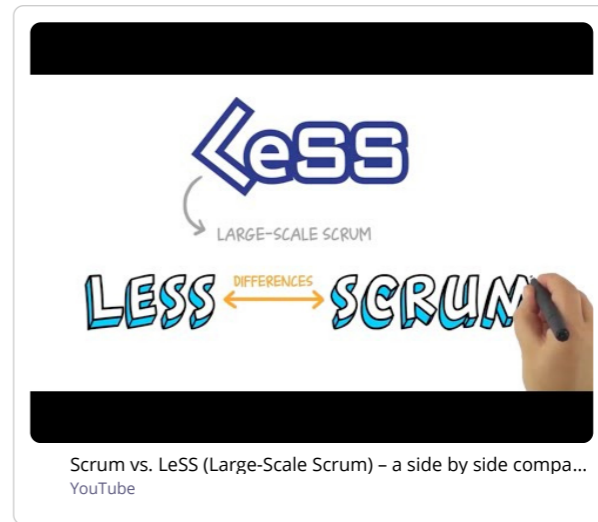 LeSS
LARGE-SCALE SCRUM
DIFFERENCES
LESS SCRUM
Scrum vs. LeSS (Large-Scale Scrum) – a side by side compa...
YouTube